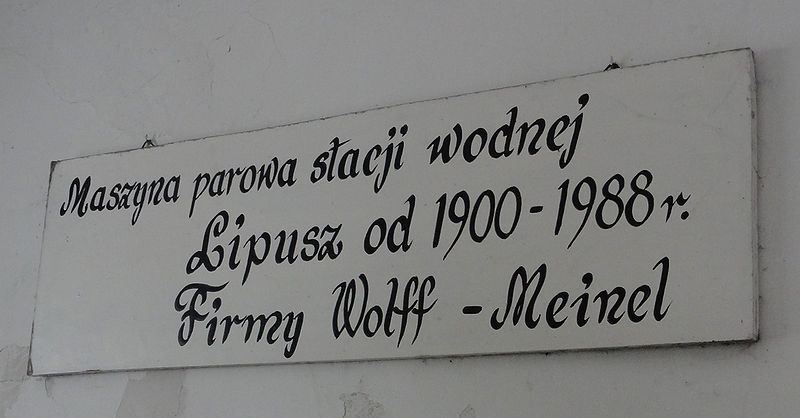 Maszyna parowa stacji wodnej
Lipusz od 1900 - 1988 r.
Firmy Wolff - Meinel